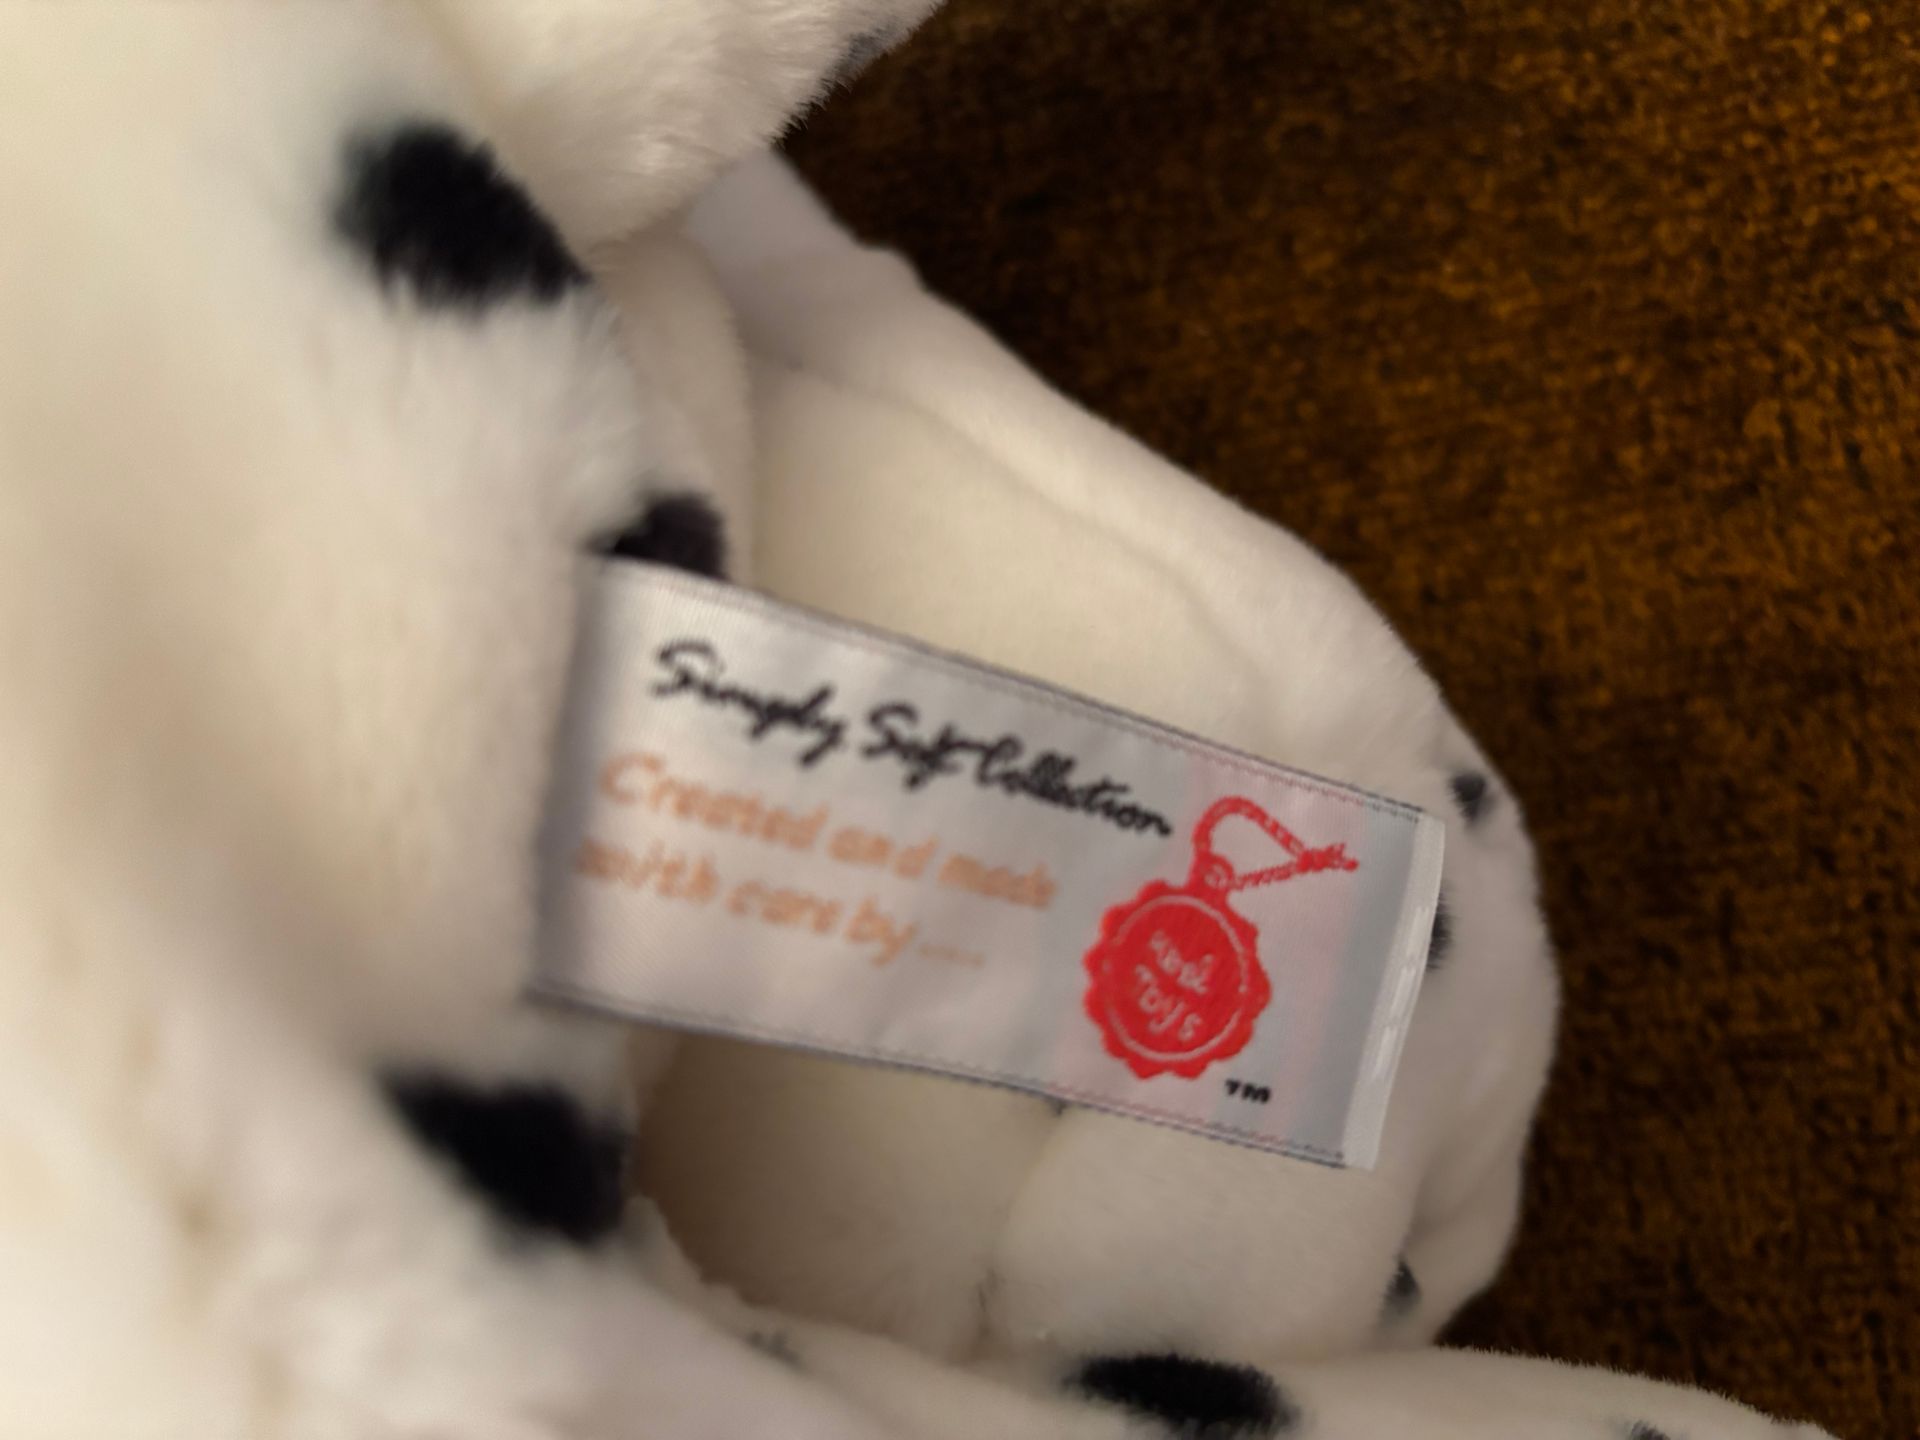 Simply Soft Collection
Created and made
with care by ....
Keel
Toys
TM